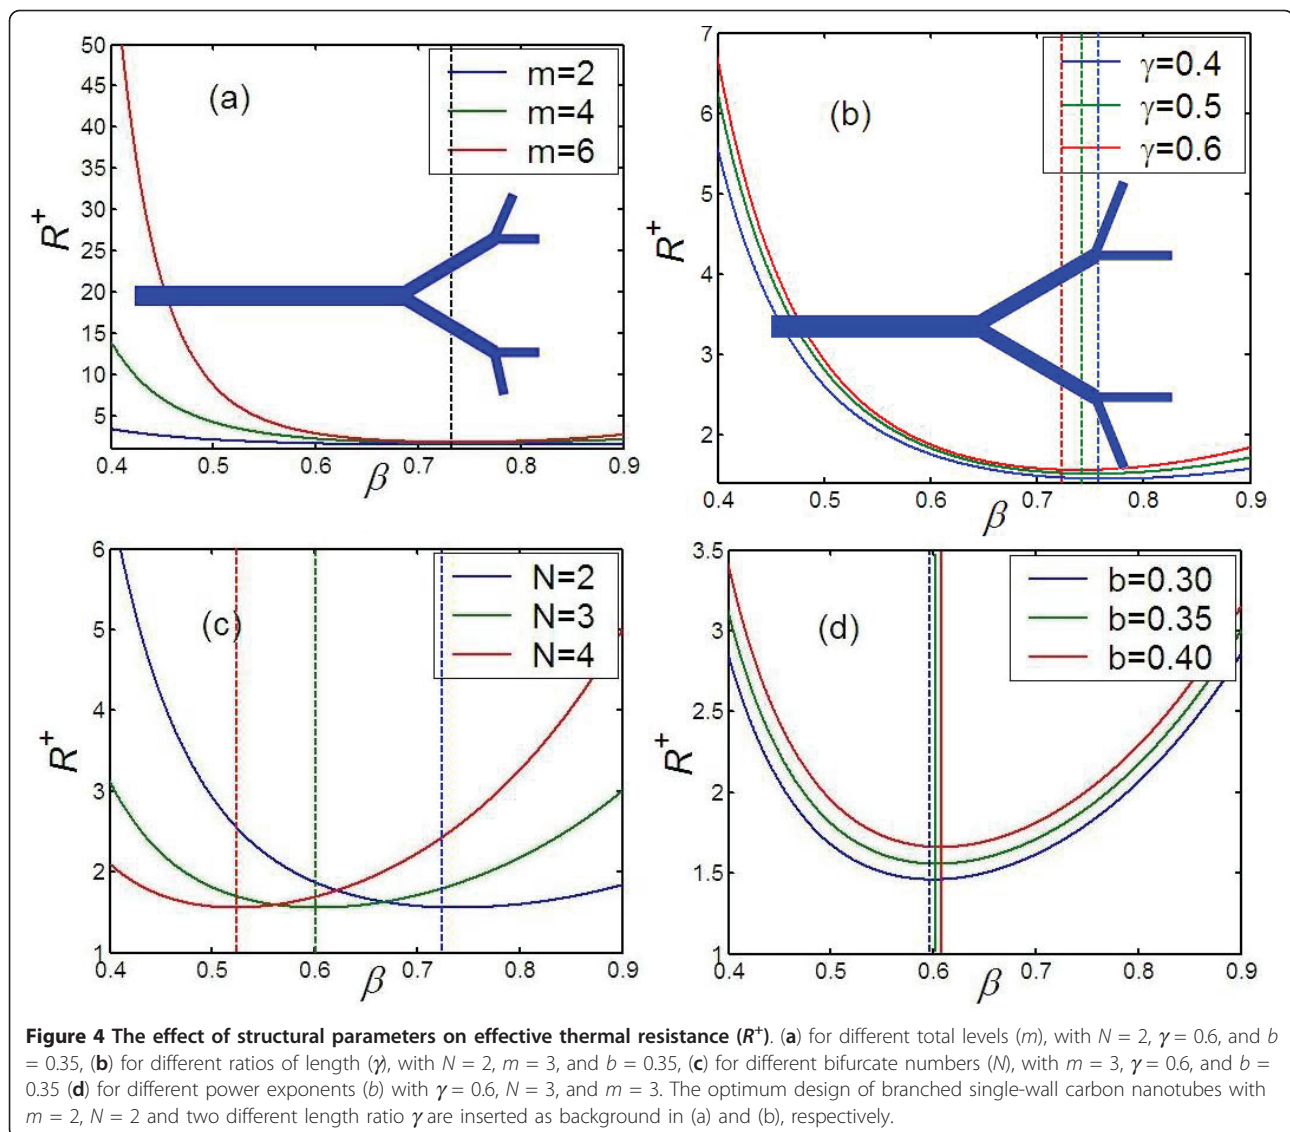 50
45
40
35
30
25
20
15
10
5
0.4 0.5 0.6 0.7 0.8 0.9
R⁺
β
(a)
m=2
m=4
m=6
7
6
5
4
3
2
0.4 0.5 0.6 0.7 0.8 0.9
R⁺
β
(b)
γ=0.4
γ=0.5
γ=0.6
6
5
4
3
2
1
0.4 0.5 0.6 0.7 0.8 0.9
R⁺
β
(c)
N=2
N=3
N=4
3.5
3
2.5
2
1.5
1
0.4 0.5 0.6 0.7 0.8 0.9
R⁺
β
(d)
b=0.30
b=0.35
b=0.40
Figure 4 The effect of structural parameters on effective thermal resistance (R⁺). (a) for different total levels (m), with N = 2, γ = 0.6, and b
= 0.35, (b) for different ratios of length (γ), with N = 2, m = 3, and b = 0.35, (c) for different bifurcate numbers (N), with m = 3, γ = 0.6, and b =
0.35 (d) for different power exponents (b) with γ = 0.6, N = 3, and m = 3. The optimum design of branched single-wall carbon nanotubes with
m = 2, N = 2 and two different length ratio γ are inserted as background in (a) and (b), respectively.